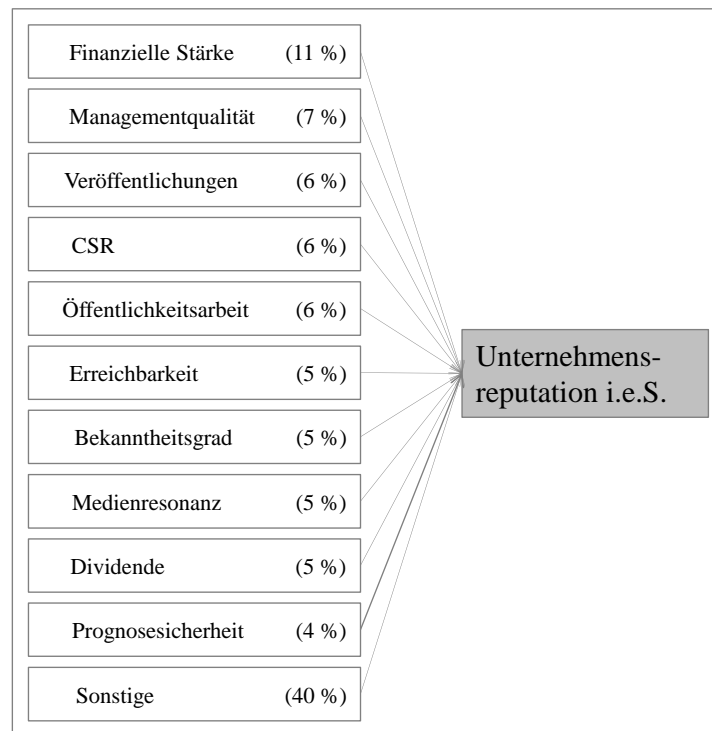 Finanzielle Stärke (11 %)
Managementqualität (7 %)
Veröffentlichungen (6 %)
CSR (6 %)
Öffentlichkeitsarbeit (6 %)
Erreichbarkeit (5 %)
Bekanntheitsgrad (5 %)
Medienresonanz (5 %)
Dividende (5 %)
Prognosesicherheit (4 %)
Sonstige (40 %)
Unternehmens-
reputation i.e.S.